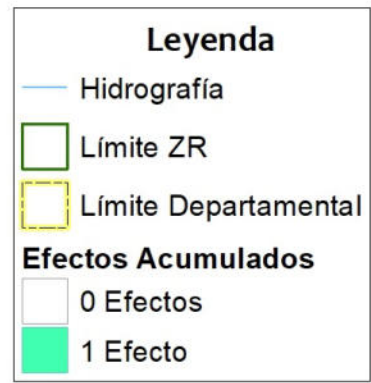 Leyenda
Hidrografía
Límite ZR
Límite Departamental
Efectos Acumulados
0 Efectos
1 Efecto